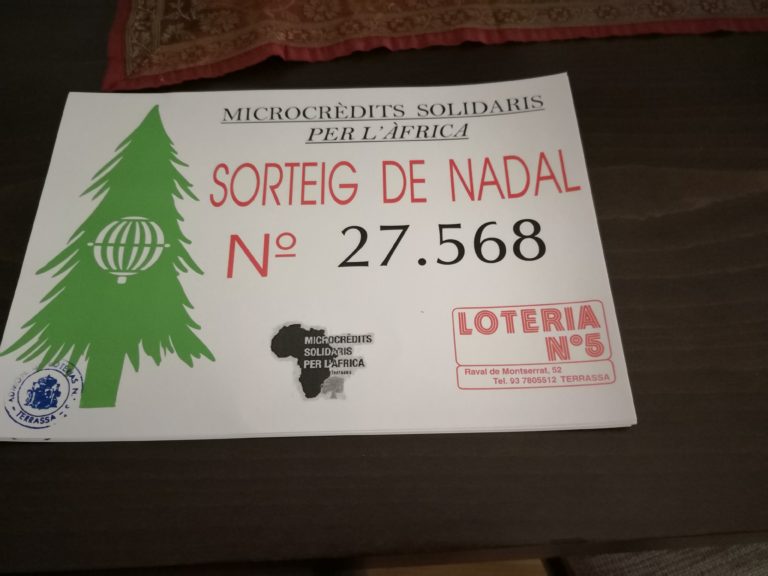 MICROCRÈDITS SOLIDARIS
PER L'ÀFRICA
SORTEIG DE NADAL
Nº 27.568
MICROCRÈDITS
SOLIDARIS
PER L'ÀFRICA
LOTERIA
Nº5
Raval de Montserrat, 52
Tel. 93 7805512 TERRASSA
TERRASSA